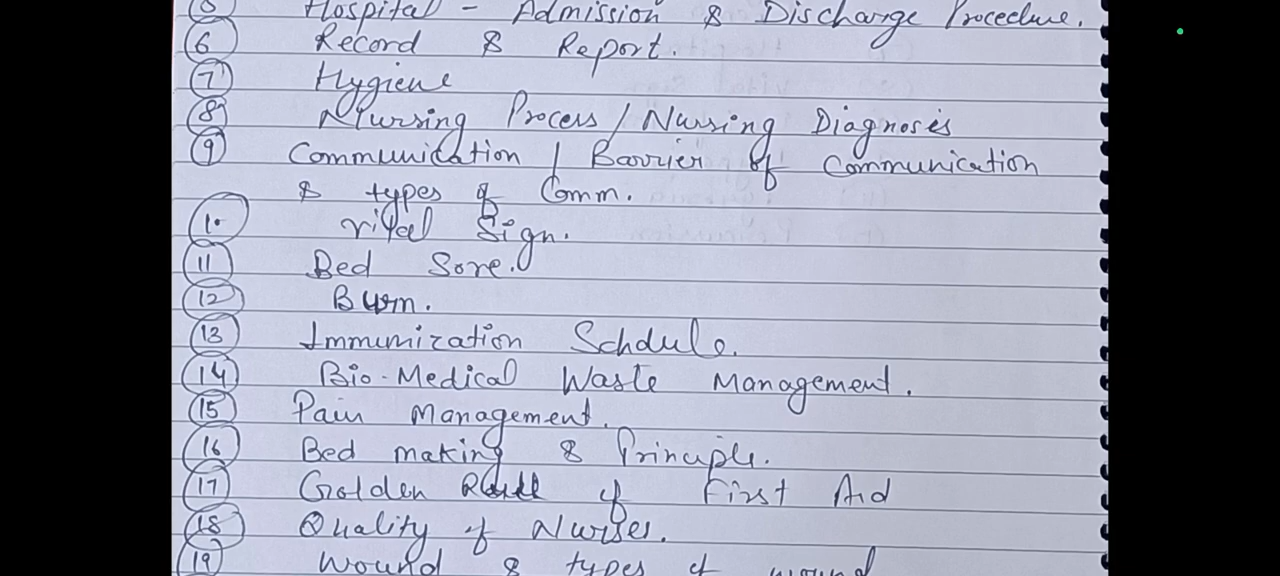 5 Hospital - Admission & Discharge Procedure.
6 Record & Report.
7 Hygiene
8 Nursing Process / Nursing Diagnosis
9 Communication / Barrier of Communication
& types of Comm.
10 Vital Sign.
11 Bed Sore.
12 Burn.
13 Immunization Schdule.
14 Bio-Medical Waste Management.
15 Pain Management.
16 Bed making & Principle.
17 Golden Rule of First Aid
18 Quality of Nurses.
19 Wound & types of wound